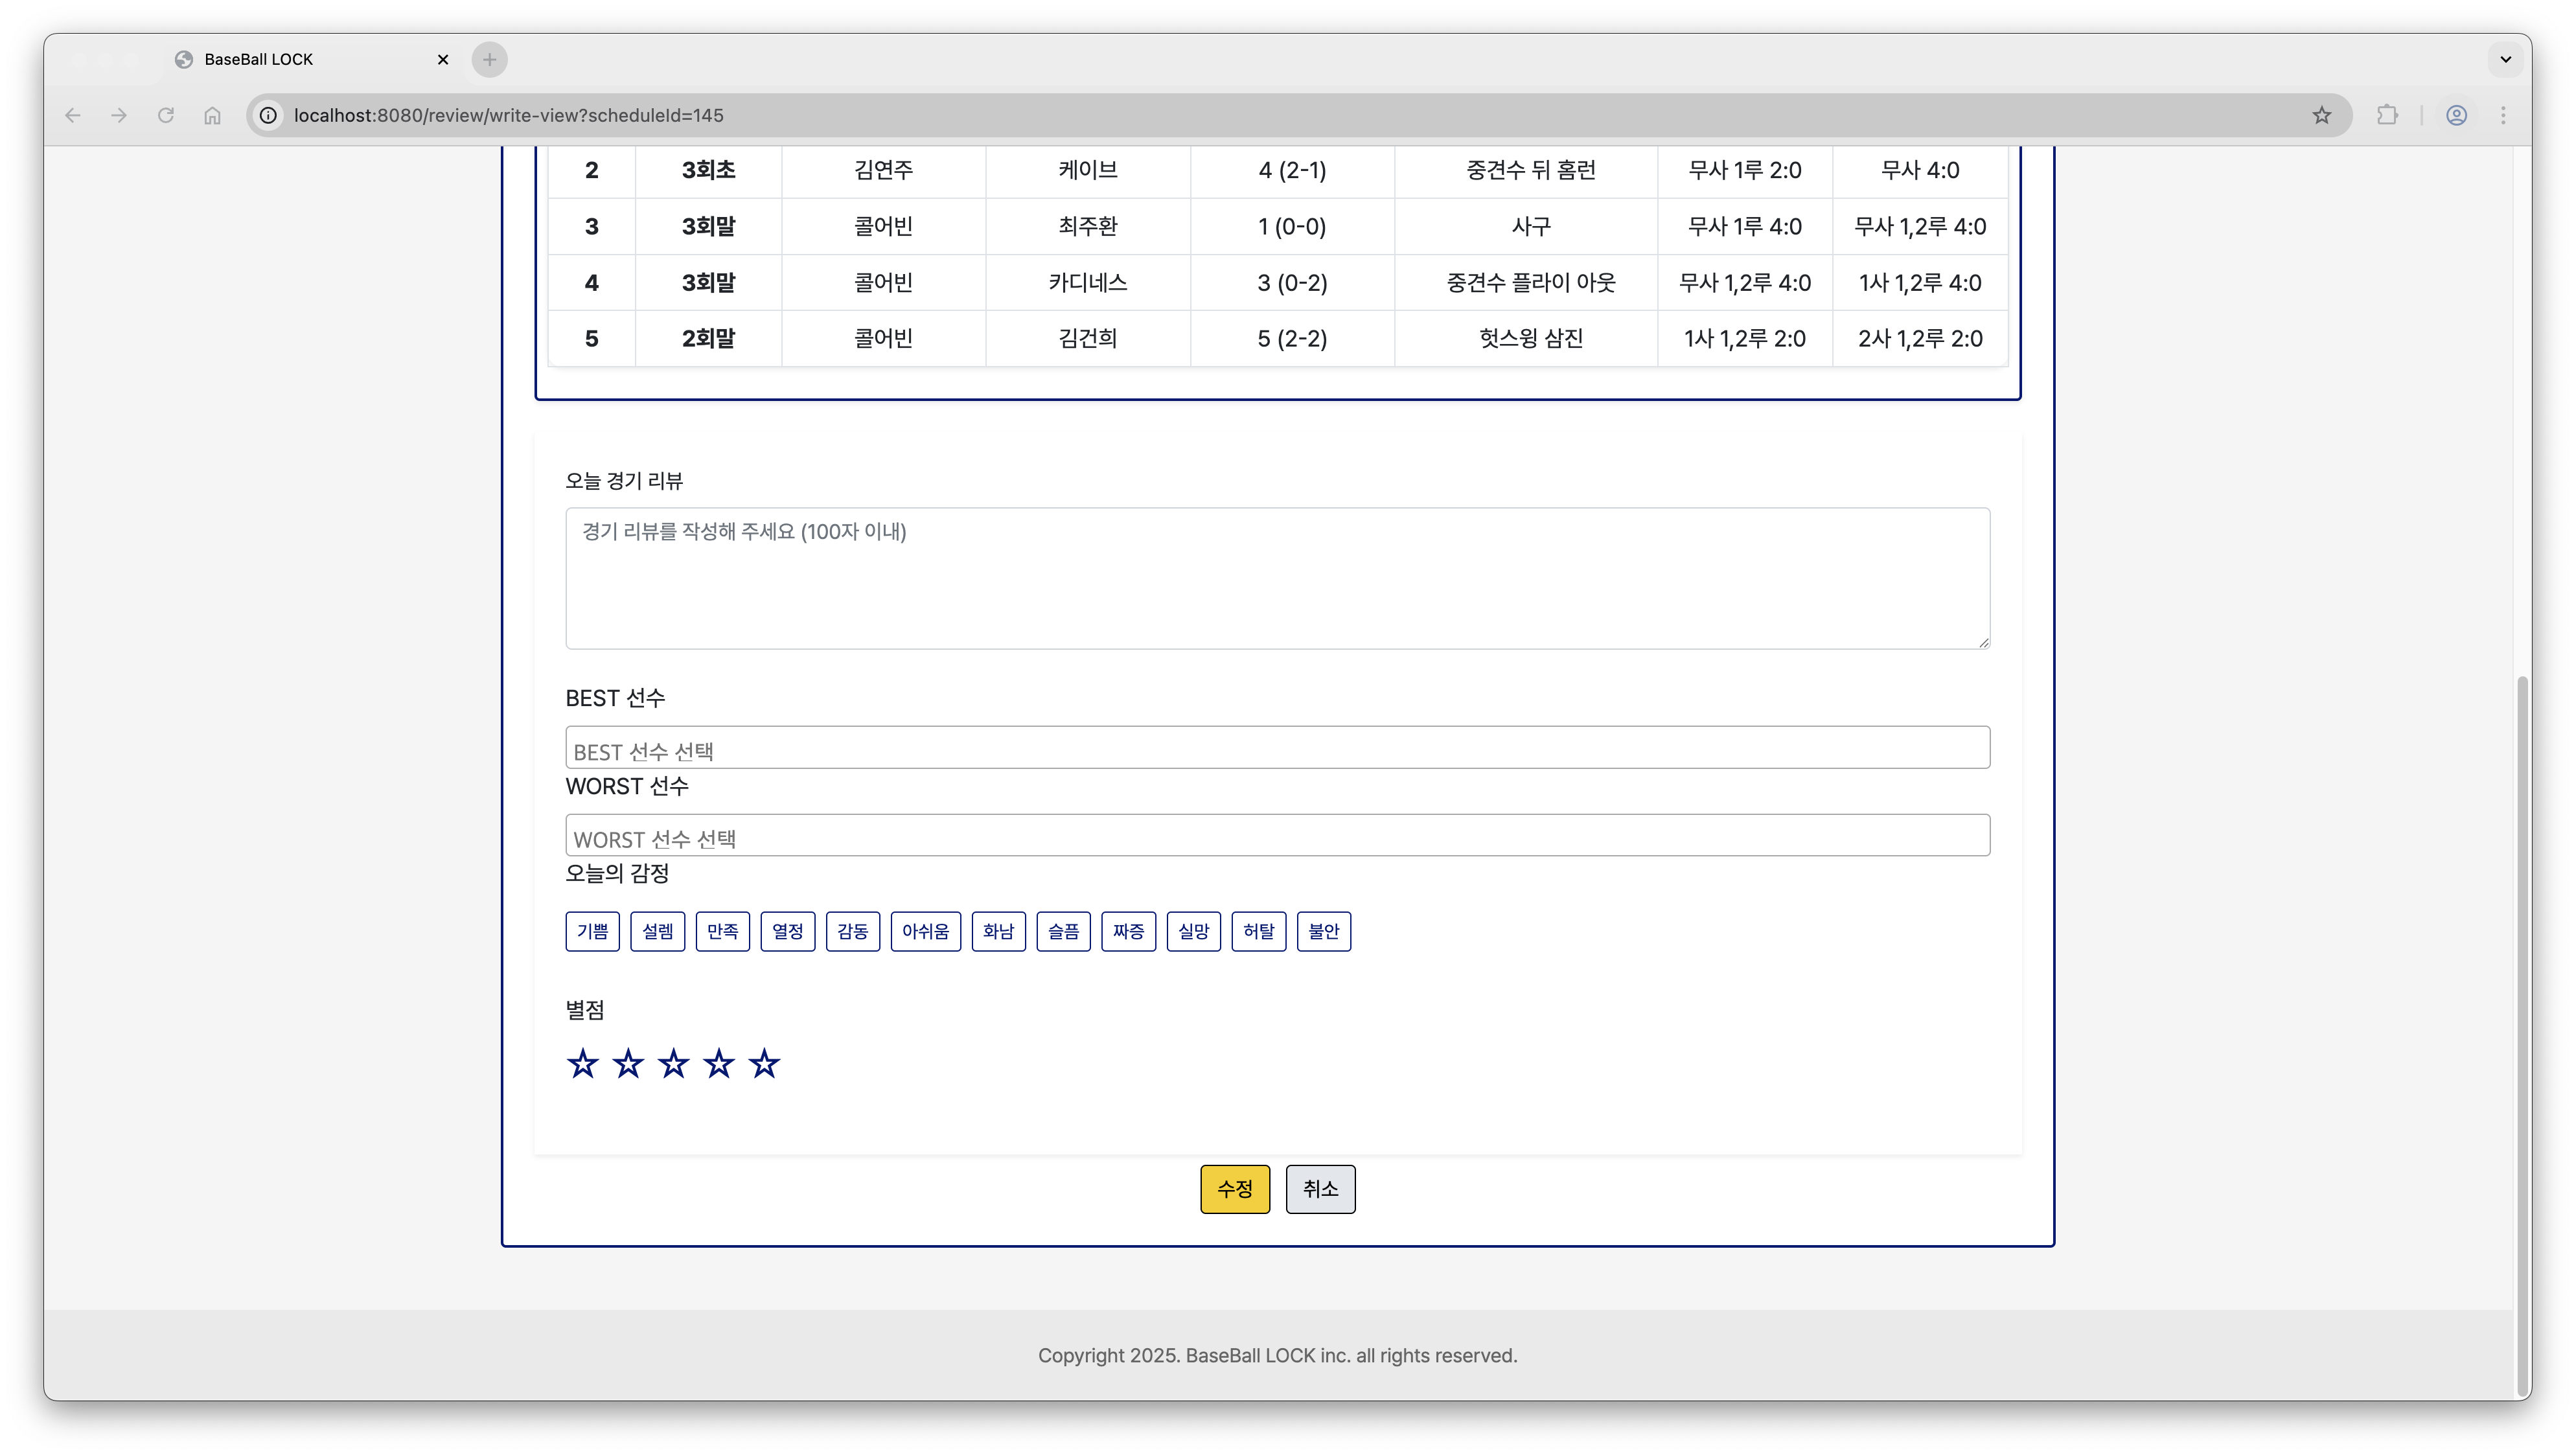 BaseBall LOCK
localhost:8080/review/write-view?scheduleId=145
2 3회초 김연주 케이브 4 (2-1) 중견수 뒤 홈런 무사 1루 2:0 무사 4:0
3 3회말 콜어빈 최주환 1 (0-0) 사구 무사 1루 4:0 무사 1,2루 4:0
4 3회말 콜어빈 카디네스 3 (0-2) 중견수 플라이 아웃 무사 1,2루 4:0 1사 1,2루 4:0
5 2회말 콜어빈 김건희 5 (2-2) 헛스윙 삼진 1사 1,2루 2:0 2사 1,2루 2:0
오늘 경기 리뷰
경기 리뷰를 작성해 주세요 (100자 이내)
BEST 선수
BEST 선수 선택
WORST 선수
WORST 선수 선택
오늘의 감정
기쁨 설렘 만족 열정 감동 아쉬움 화남 슬픔 짜증 실망 허탈 불안
별점
수정 취소
Copyright 2025. BaseBall LOCK inc. all rights reserved.